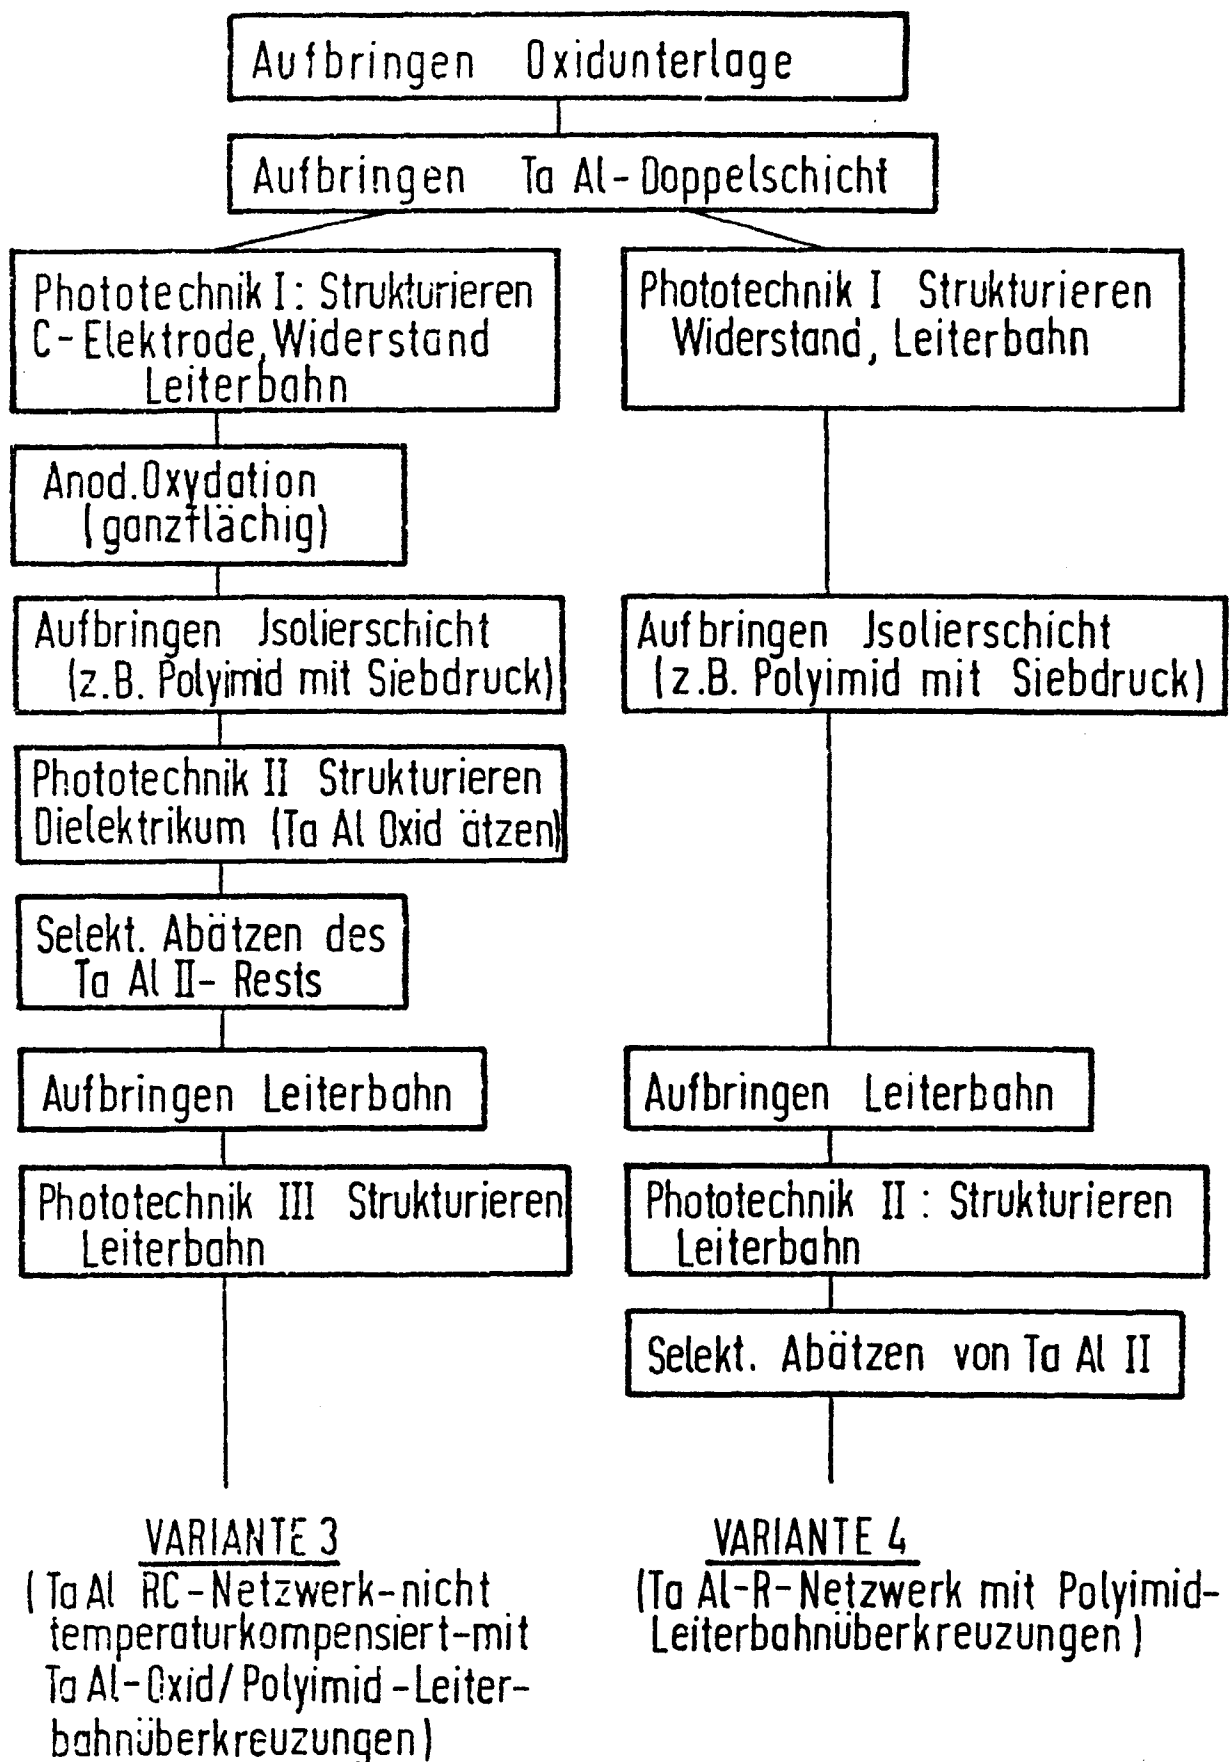 Aufbringen Oxidunterlage
Aufbringen Ta Al-Doppelschicht
Phototechnik I: Strukturieren
C-Elektrode, Widerstand
Leiterbahn
Anod. Oxydation
(ganzflächig)
Aufbringen Jsolierschicht
(z.B. Polyimid mit Siebdruck)
Phototechnik II Strukturieren
Dielektrikum (Ta Al Oxid ätzen)
Selekt. Abätzen des
Ta Al II- Rests
Aufbringen Leiterbahn
Phototechnik III Strukturieren
Leiterbahn
VARIANTE 3
(Ta Al RC-Netzwerk-nicht
temperaturkompensiert-mit
Ta Al-Oxid/Polyimid-Leiter-
bahnüberkreuzungen)
Phototechnik I Strukturieren
Widerstand, Leiterbahn
Aufbringen Jsolierschicht
(z.B. Polyimid mit Siebdruck)
Aufbringen Leiterbahn
Phototechnik II: Strukturieren
Leiterbahn
Selekt. Abätzen von Ta Al II
VARIANTE 4
(Ta Al-R-Netzwerk mit Polyimid-
Leiterbahnüberkreuzungen)